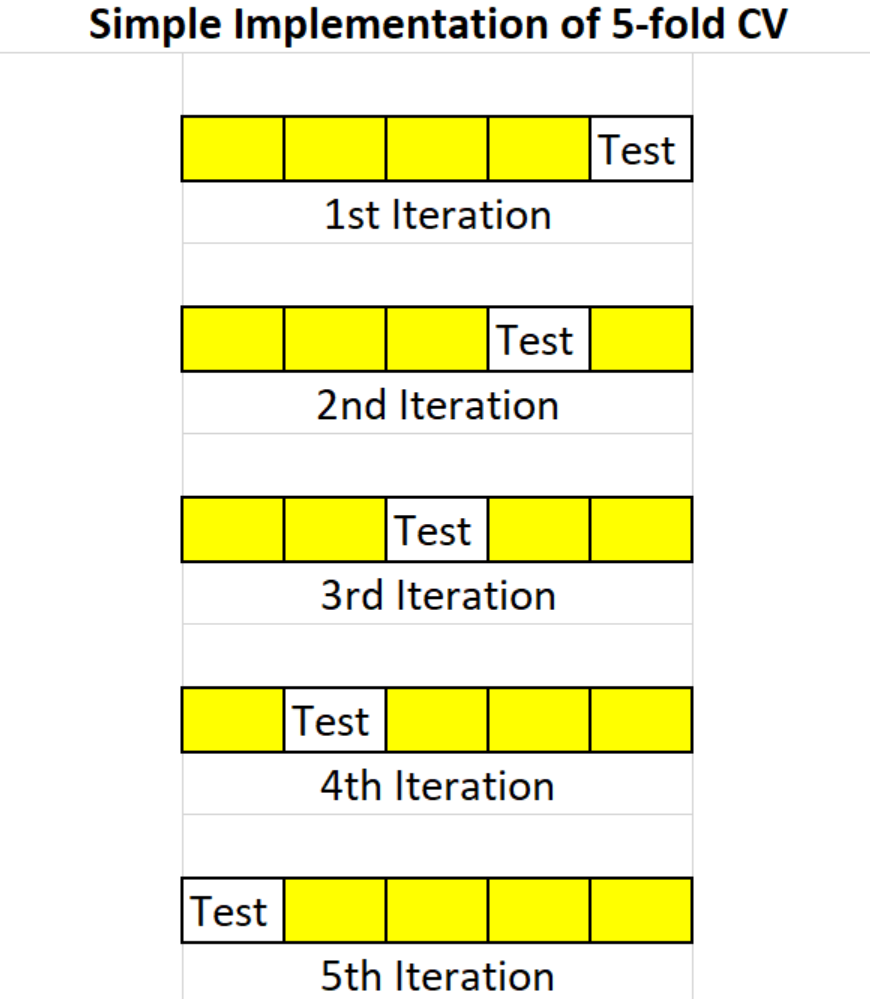 Simple Implementation of 5-fold CV
Test
1st Iteration
Test
2nd Iteration
Test
3rd Iteration
Test
4th Iteration
Test
5th Iteration